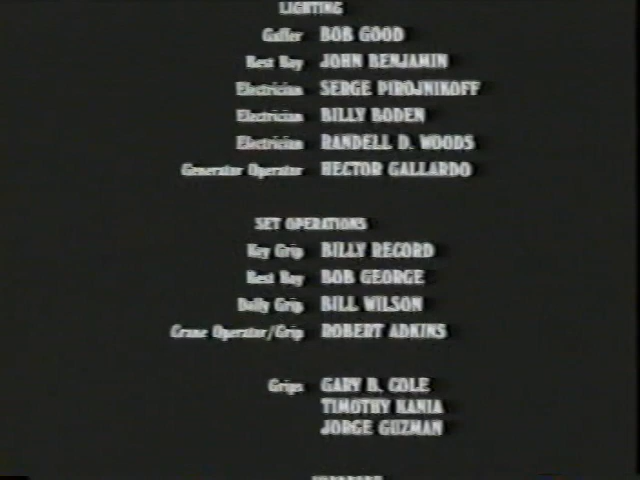 LIGHTING
Gaffer BOB GOOD
Best Boy JOHN BENJAMIN
Electrician SERGE PIROJNIKOFF
Electrician BILLY BODEN
Electrician RANDELL D. WOODS
Generator Operator HECTOR GALLARDO
SET OPERATIONS
Key Grip BILLY RECORD
Best Boy BOB GEORGE
Dolly Grip BILL WILSON
Crane Operator/Grip ROBERT ADKINS
Grips GARY B. COLE
TIMOTHY KANIA
JORGE GUZMAN